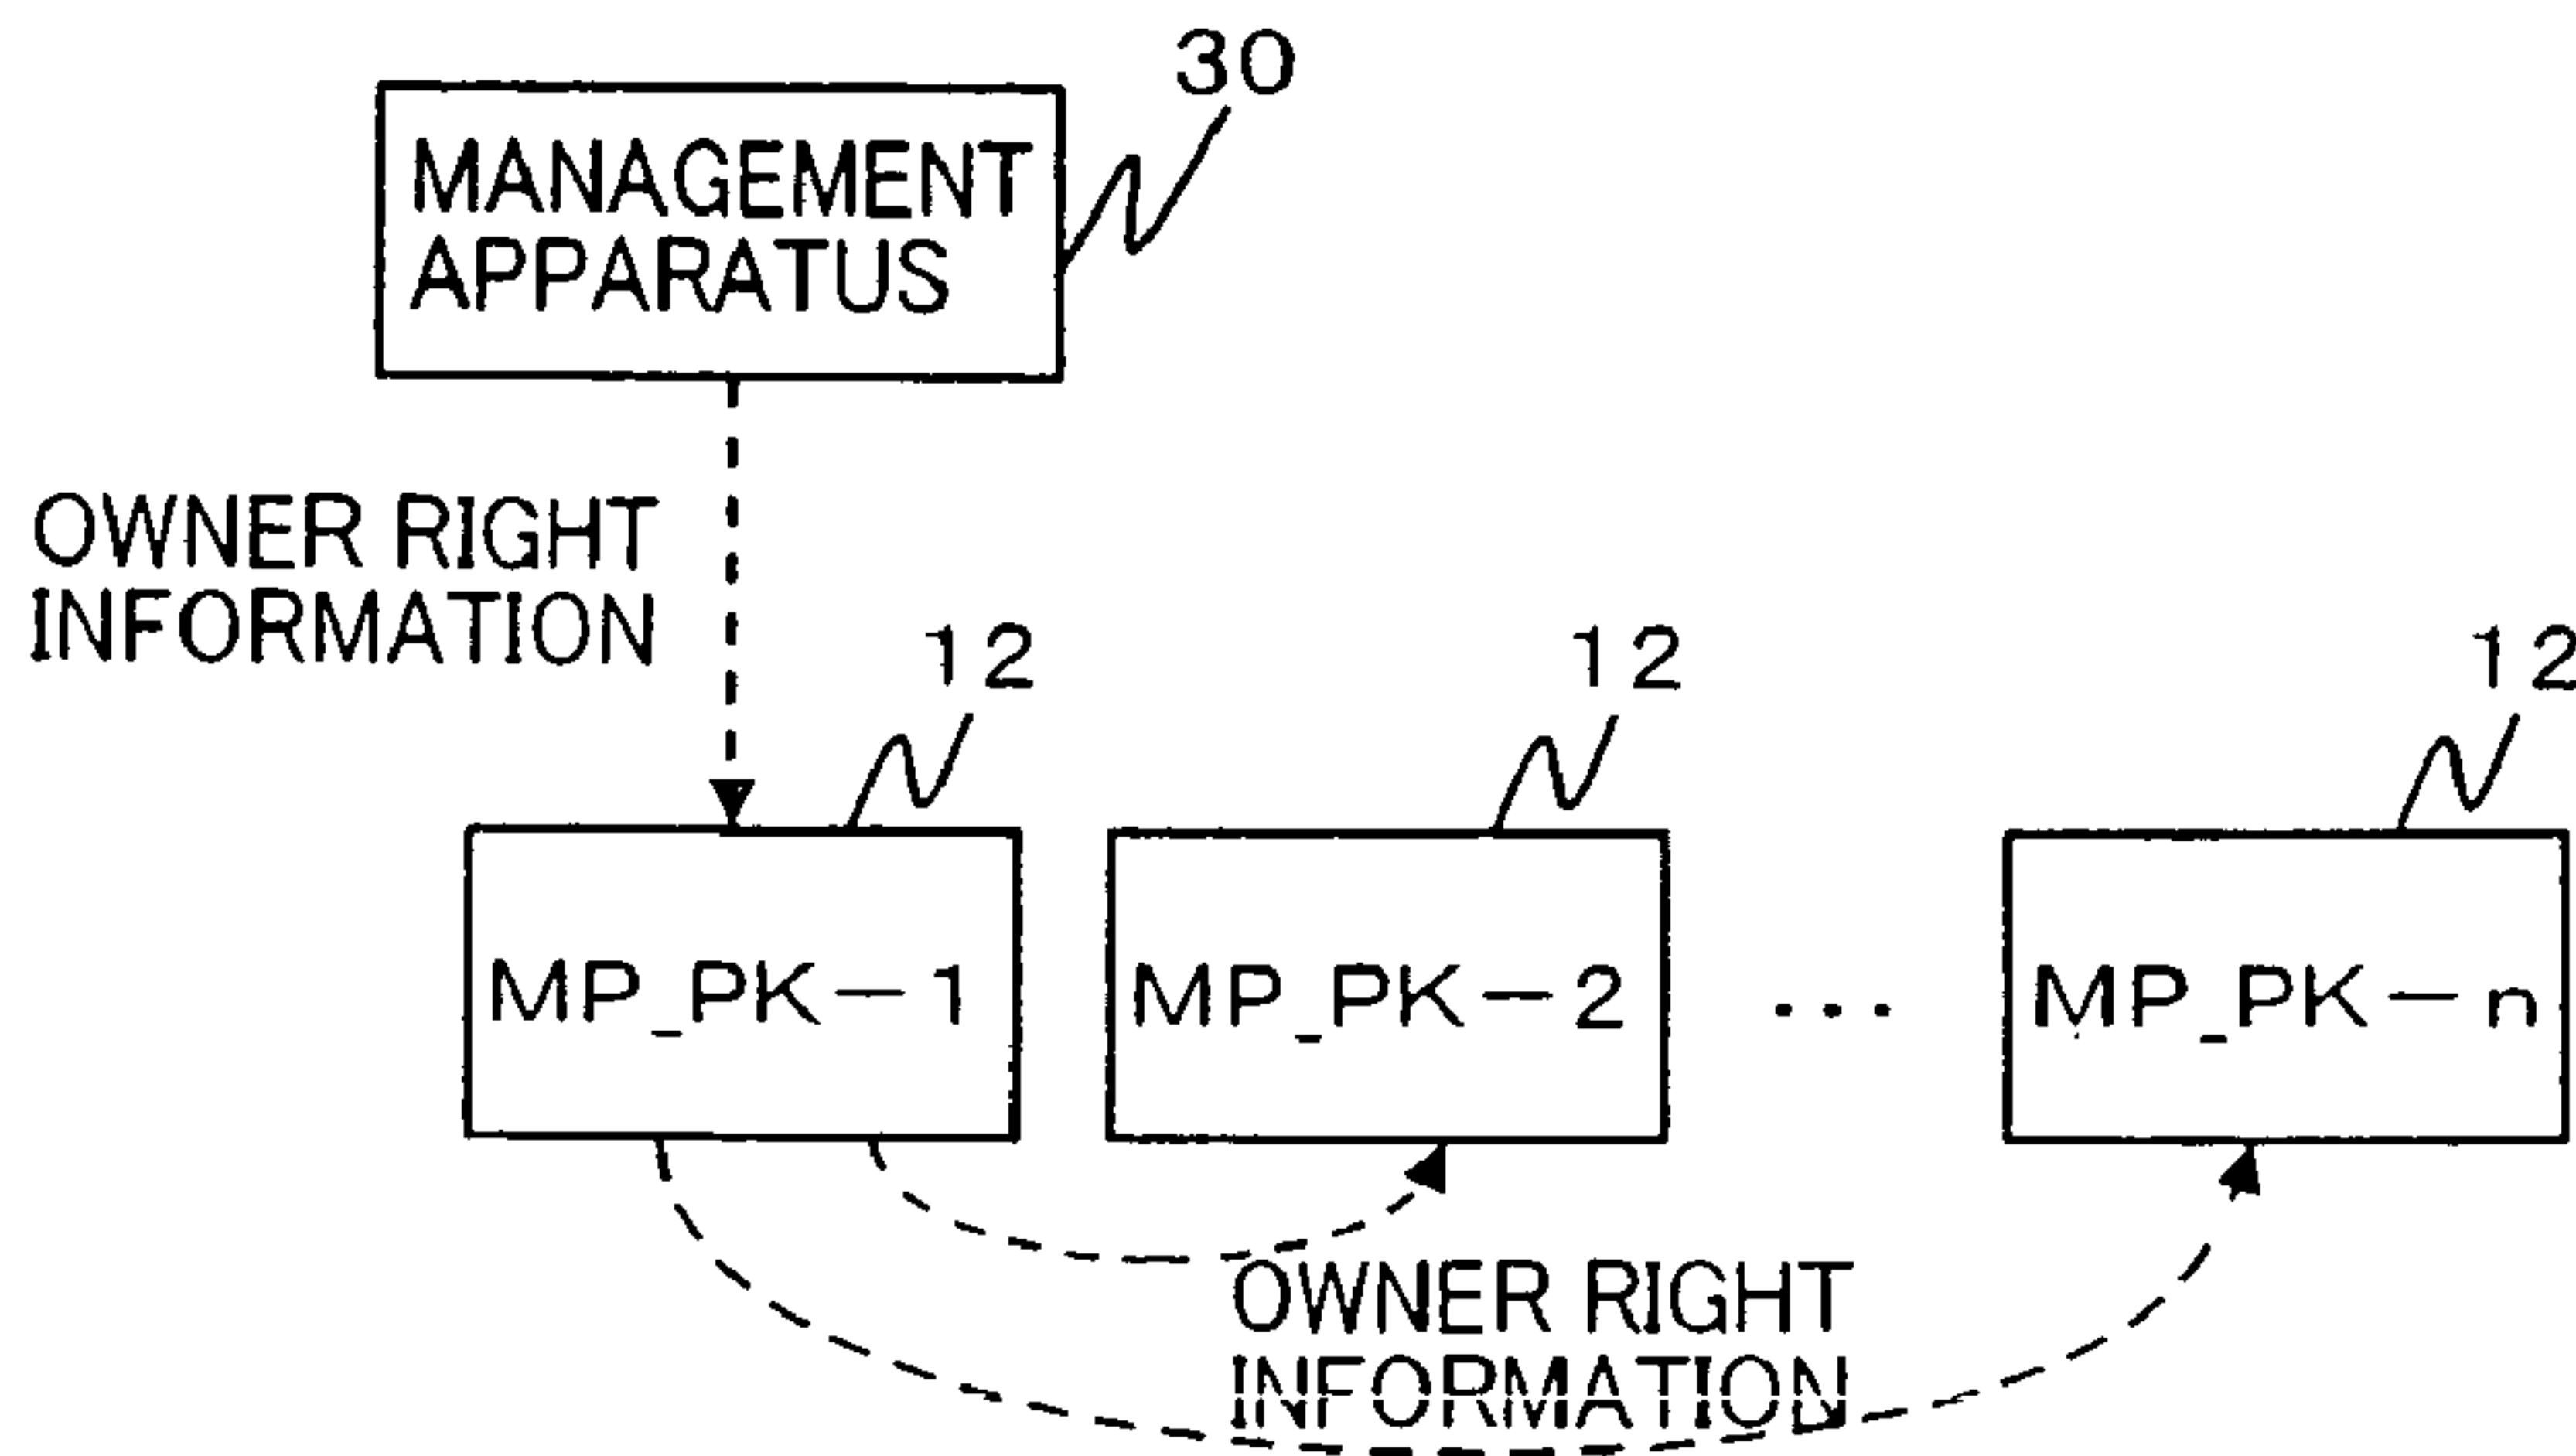 30
MANAGEMENT
APPARATUS
OWNER RIGHT
INFORMATION
12
12
12
MP_PK-1
MP_PK-2
...
MP_PK-n
OWNER RIGHT
INFORMATION